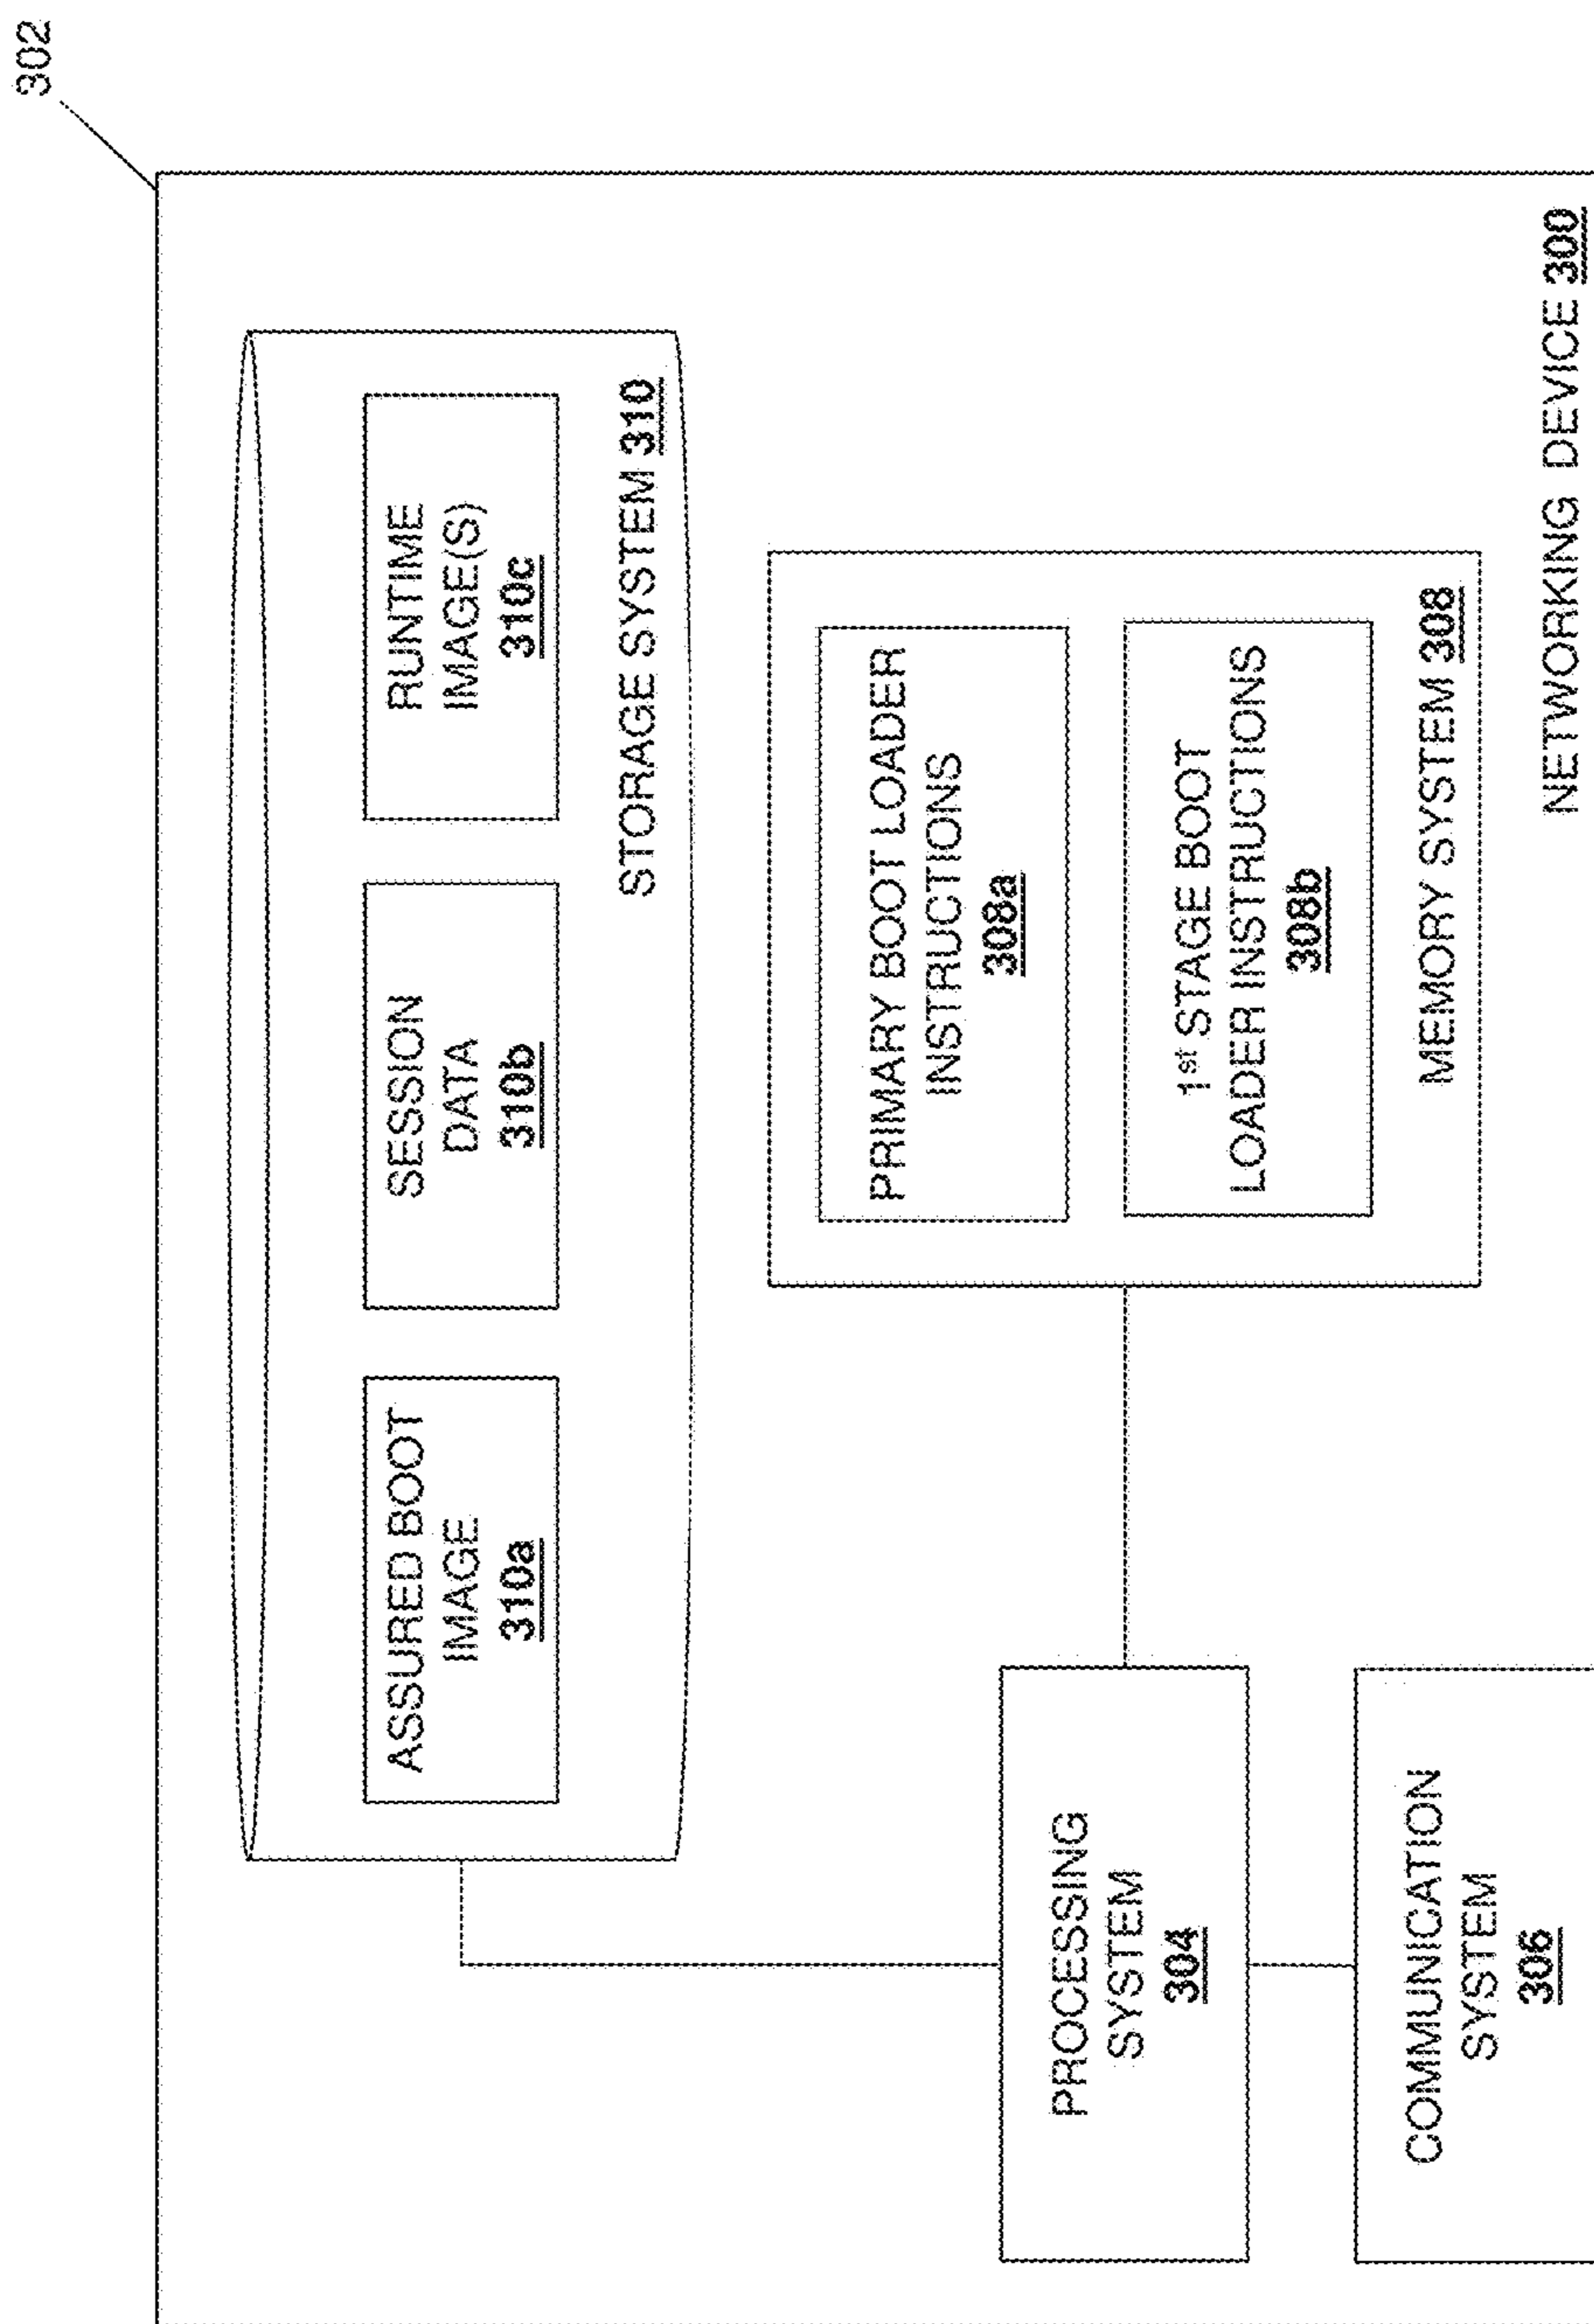 302
ASSURED BOOT
IMAGE
310a
SESSION
DATA
310b
RUNTIME
IMAGE(S)
310c
STORAGE SYSTEM 310
PROCESSING
SYSTEM
304
PRIMARY BOOT LOADER
INSTRUCTIONS
308a
1st STAGE BOOT
LOADER INSTRUCTIONS
308b
MEMORY SYSTEM 308
COMMUNICATION
SYSTEM
306
NETWORKING DEVICE 300